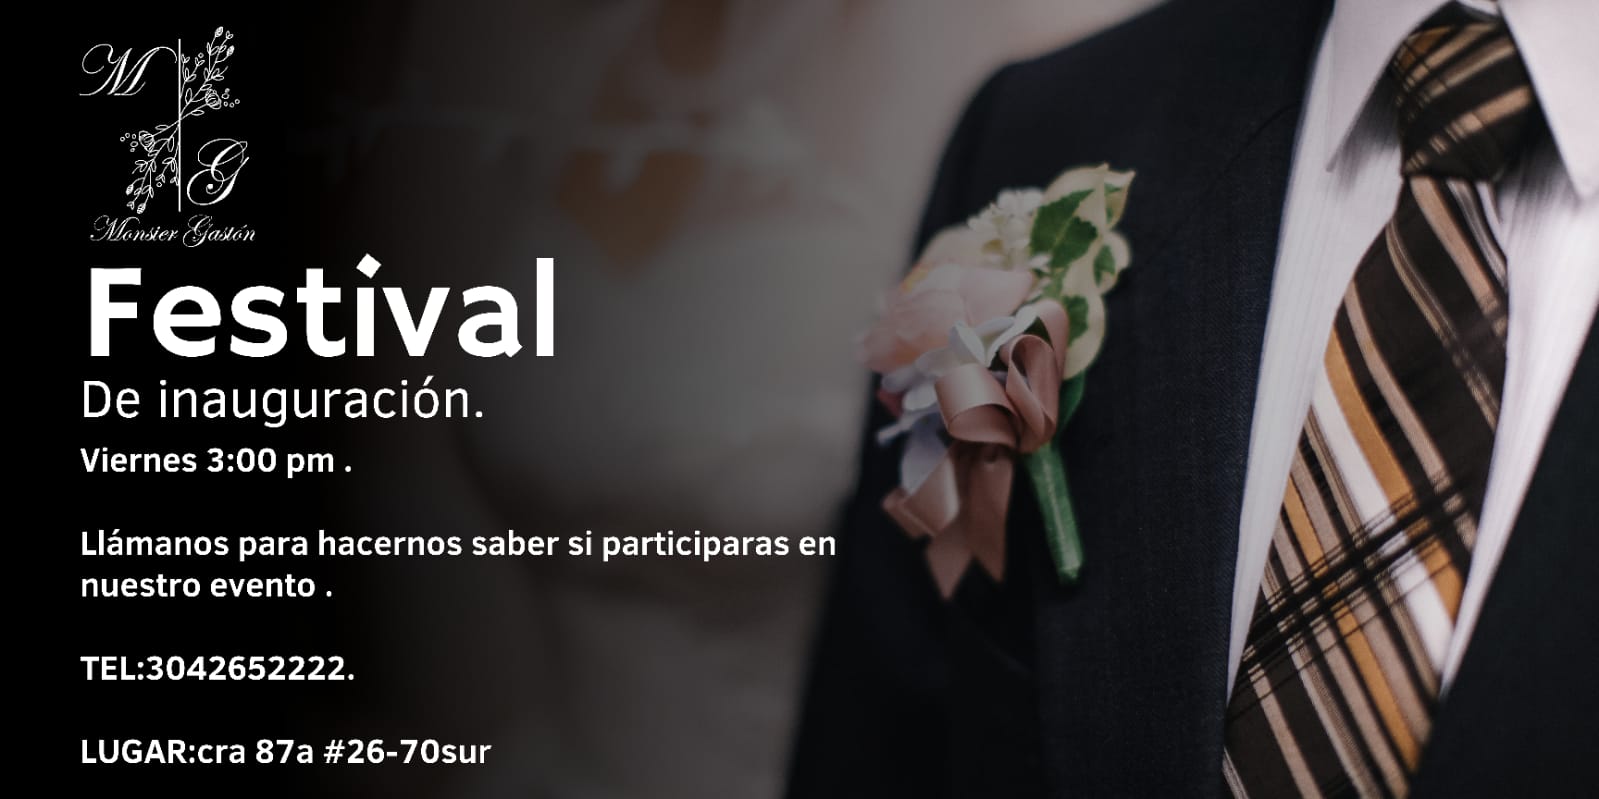 M
G
Monsier Gastón
Festival
De inauguración.
Viernes 3:00 pm .
Llámanos para hacernos saber si participaras en
nuestro evento .
TEL:3042652222.
LUGAR:cra 87a #26-70sur